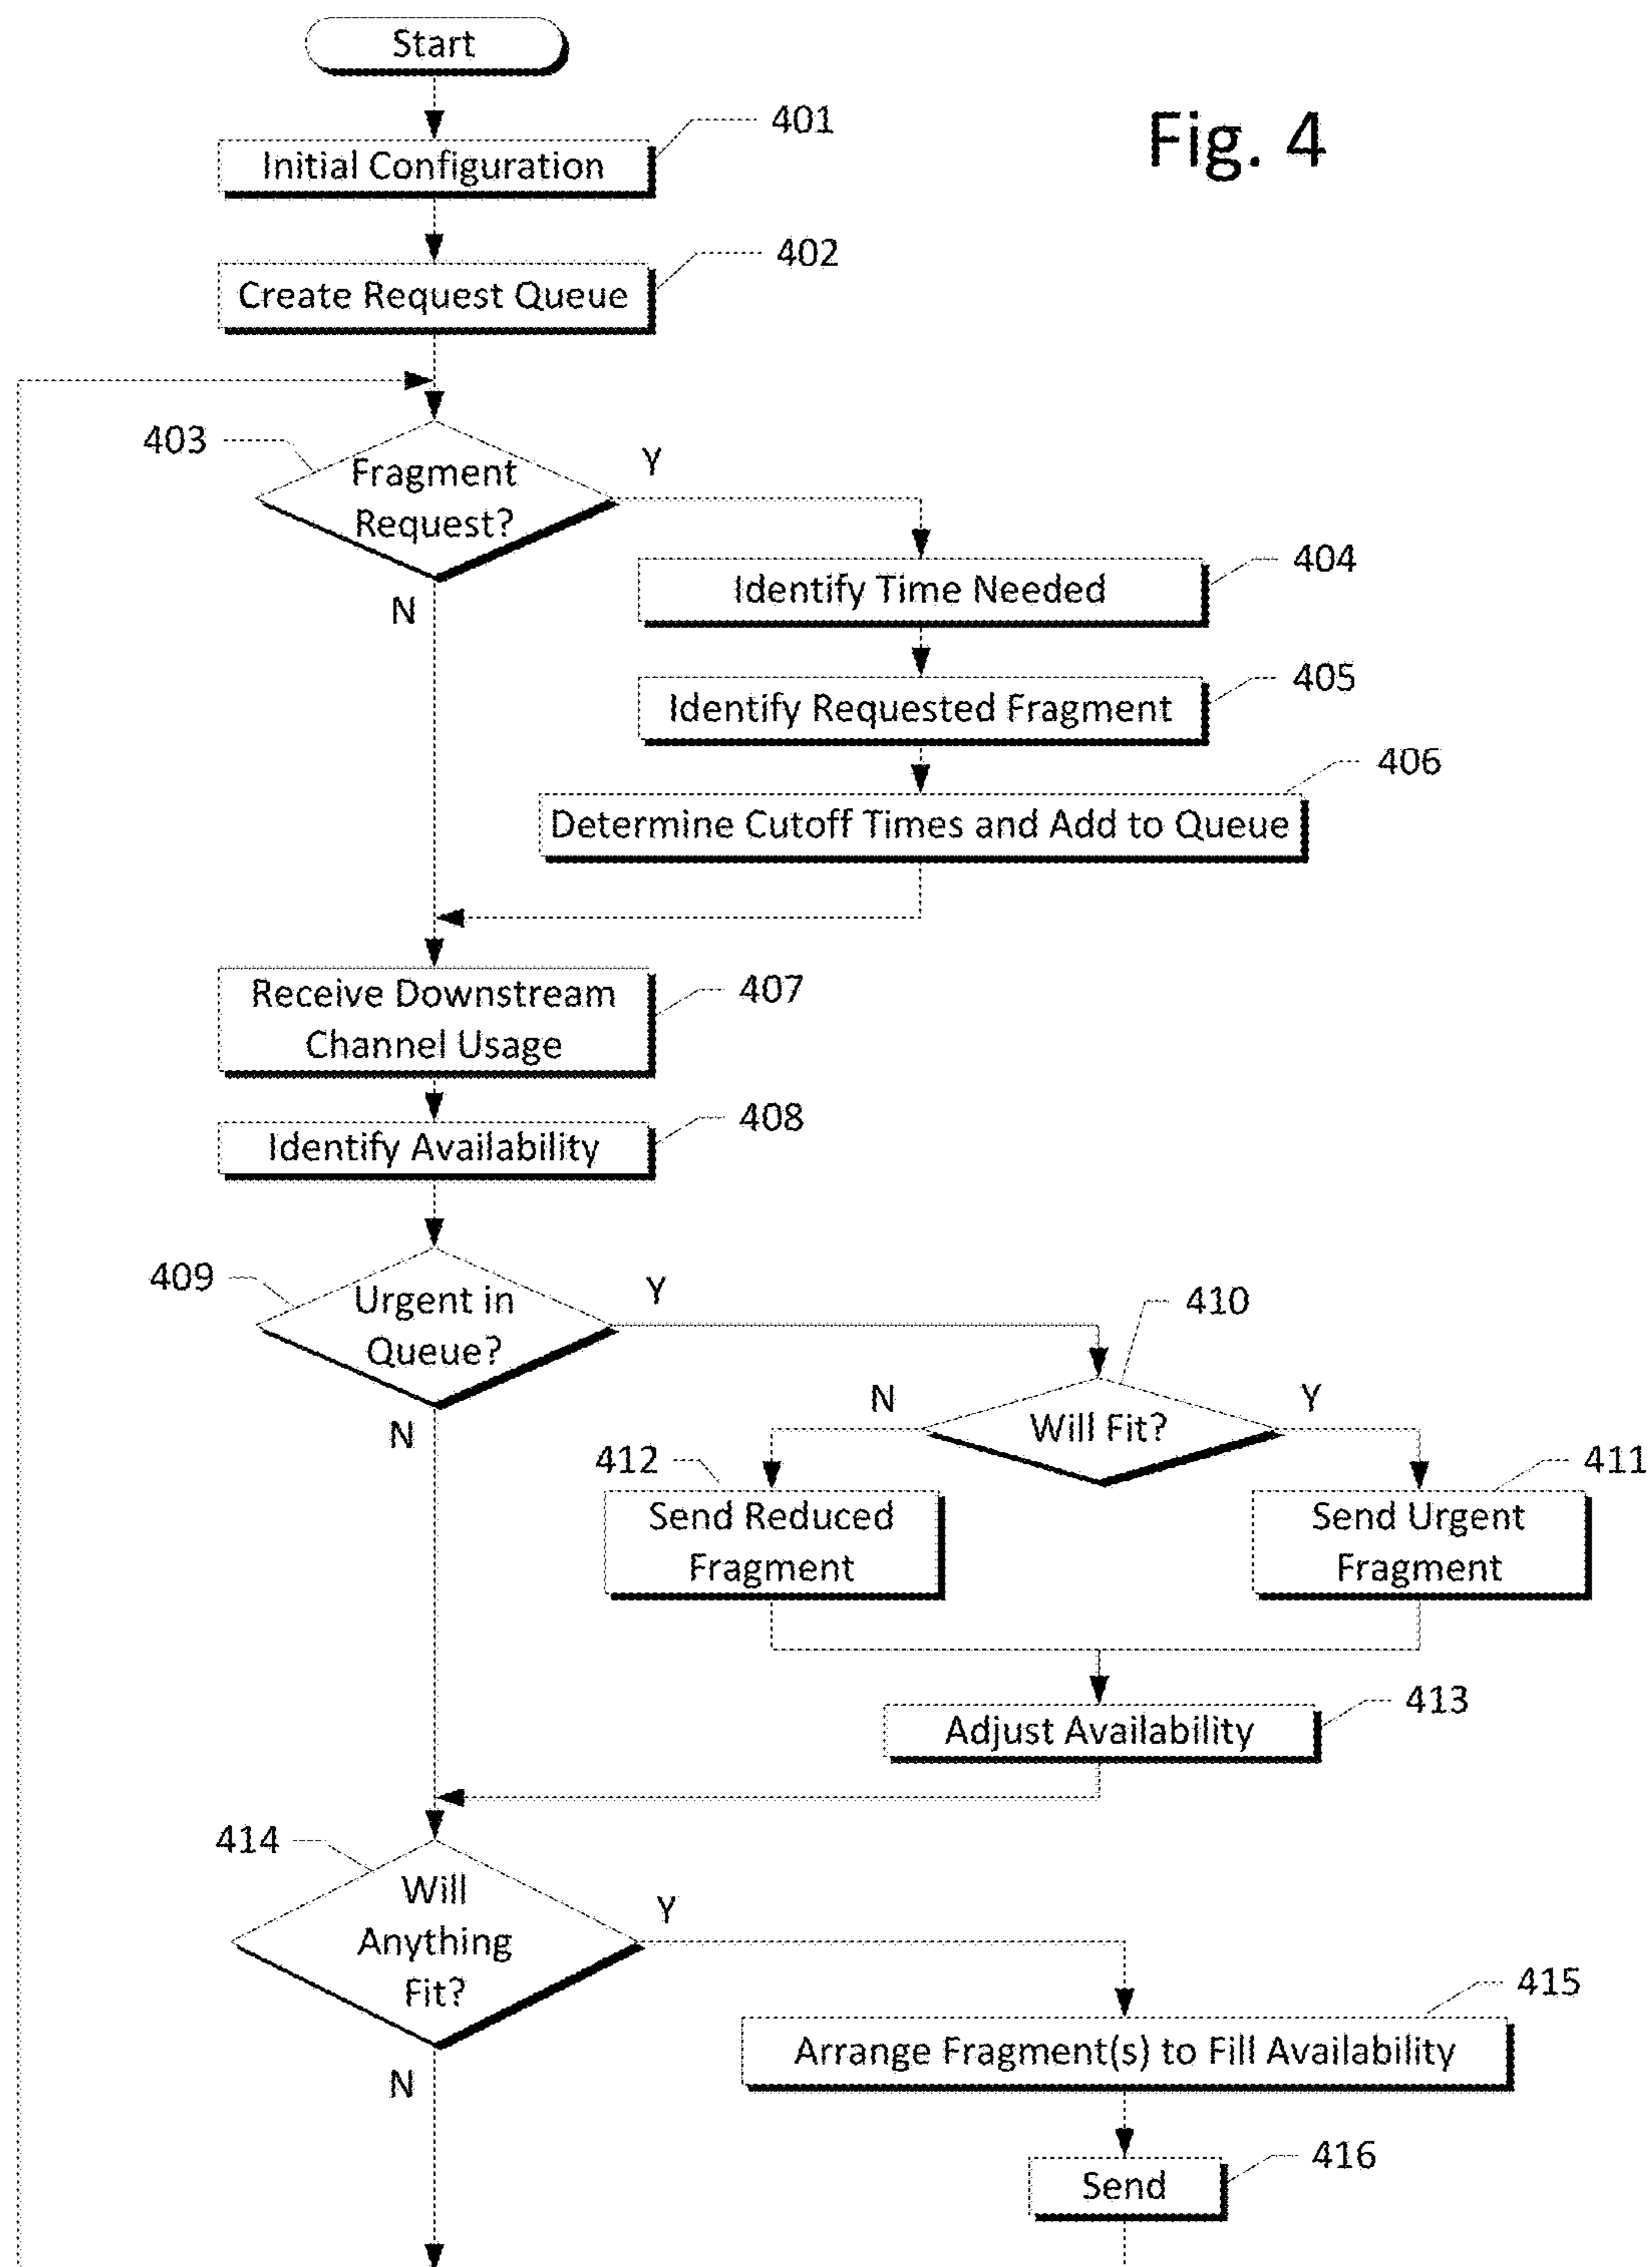 Start
Fig. 4
401
Initial Configuration
402
Create Request Queue
403
Fragment
Request?
Y
N
404
Identify Time Needed
405
Identify Requested Fragment
406
Determine Cutoff Times and Add to Queue
Receive Downstream
Channel Usage
407
408
Identify Availability
409
Urgent in
Queue?
Y
N
410
Will Fit?
N
Y
412
Send Reduced
Fragment
411
Send Urgent
Fragment
413
Adjust Availability
414
Will
Anything
Fit?
Y
N
415
Arrange Fragment(s) to Fill Availability
416
Send